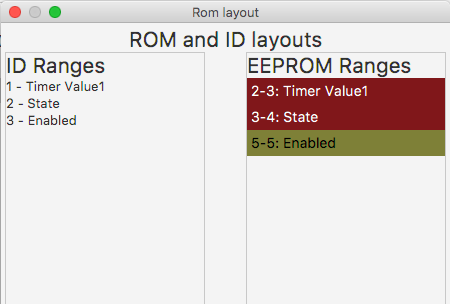 Rom layout
ROM and ID layouts
ID Ranges
1 - Timer Value1
2 - State
3 - Enabled
EEPROM Ranges
2-3: Timer Value1
3-4: State
5-5: Enabled